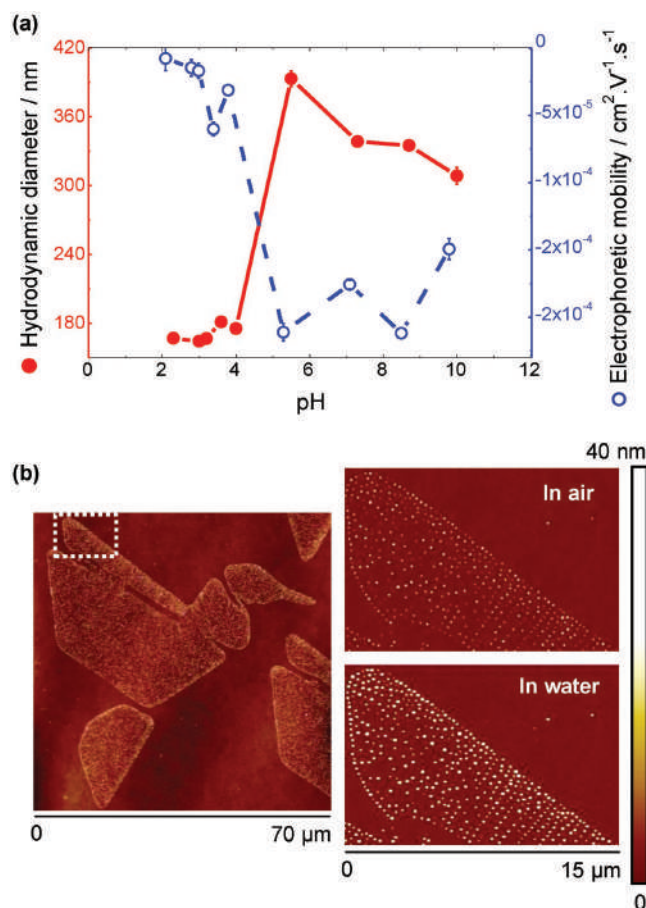 (a)
Hydrodynamic diameter / nm
420
360
300
240
180
0
-5x10⁻⁵
-1x10⁻⁴
-2x10⁻⁴
-2x10⁻⁴
Electrophoretic mobility / cm².V⁻¹.s⁻¹
0 2 4 6 8 10 12
pH
(b)
40 nm
In air
In water
0 70 µm
0 15 µm
0